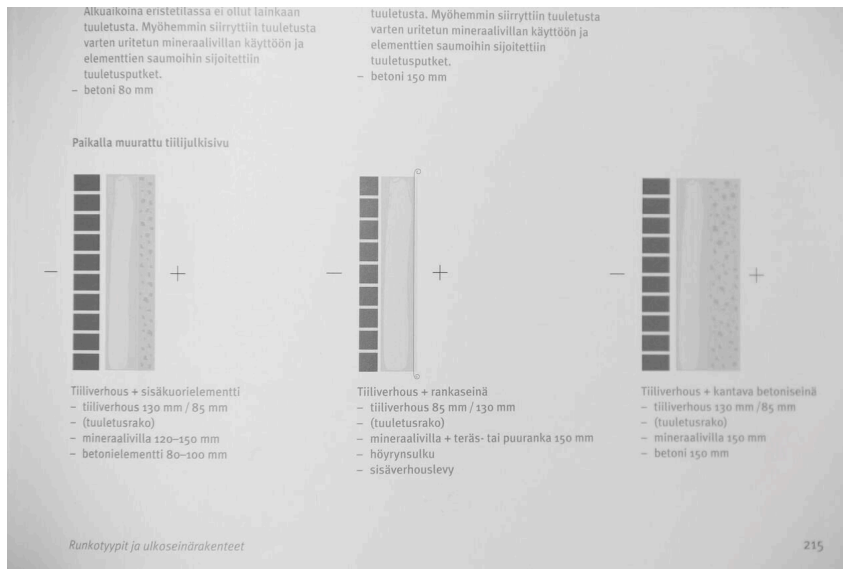 Alkuaikoina eristetilassa ei ollut lainkaan
tuuletusta. Myöhemmin siirryttiin tuuletusta
varten uritetun mineraalivillan käyttöön ja
elementtien saumoihin sijoitettiin
tuuletusputket.
– betoni 80 mm
tuuletusta. Myöhemmin siirryttiin tuuletusta
varten uritetun mineraalivillan käyttöön ja
elementtien saumoihin sijoitettiin
tuuletusputket.
– betoni 150 mm
Paikalla muurattu tiilijulkisivu
– +
– +
– +
Tiiliverhous + sisäkuorielementti
– tiiliverhous 130 mm / 85 mm
– (tuuletusrako)
– mineraalivilla 120–150 mm
– betonielementti 80–100 mm
Tiiliverhous + rankaseinä
– tiiliverhous 85 mm / 130 mm
– (tuuletusrako)
– mineraalivilla + teräs- tai puuranka 150 mm
– höyrynsulku
– sisäverhouslevy
Tiiliverhous + kantava betoniseinä
– tiiliverhous 130 mm / 85 mm
– (tuuletusrako)
– mineraalivilla 150 mm
– betoni 150 mm
Runkotyypit ja ulkoseinärakenteet
215